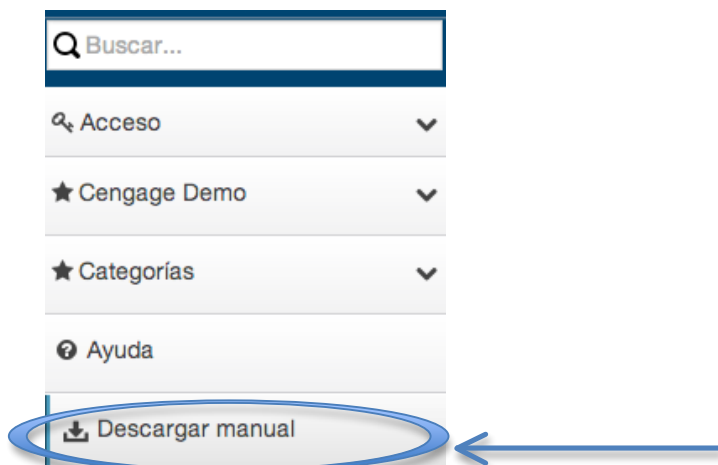 Buscar...
Acceso
Cengage Demo
Categorías
Ayuda
Descargar manual